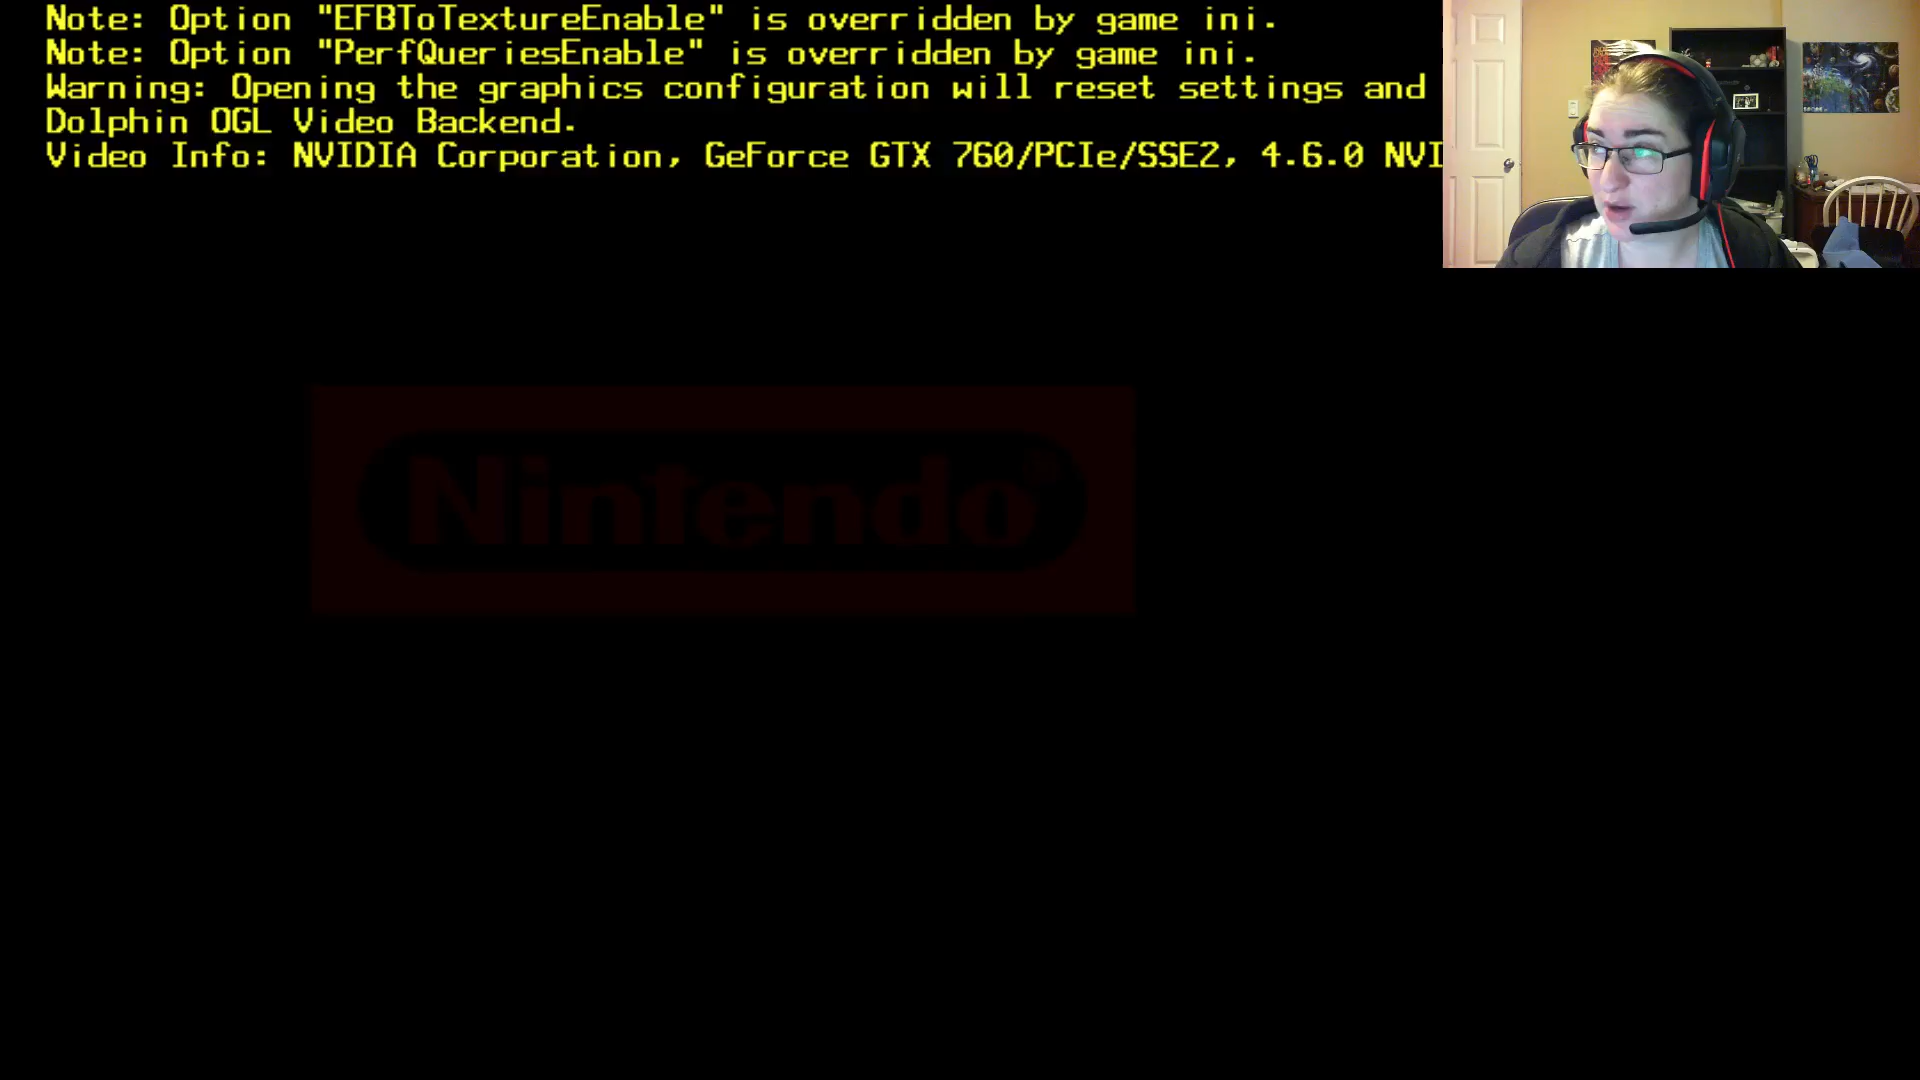 Note: Option "EFBToTextureEnable" is overridden by game ini.
Note: Option "PerfQueriesEnable" is overridden by game ini.
Warning: Opening the graphics configuration will reset settings and
Dolphin OGL Video Backend.
Video Info: NVIDIA Corporation, GeForce GTX 760/PCIe/SSE2, 4.6.0 NVI
Nintendo®